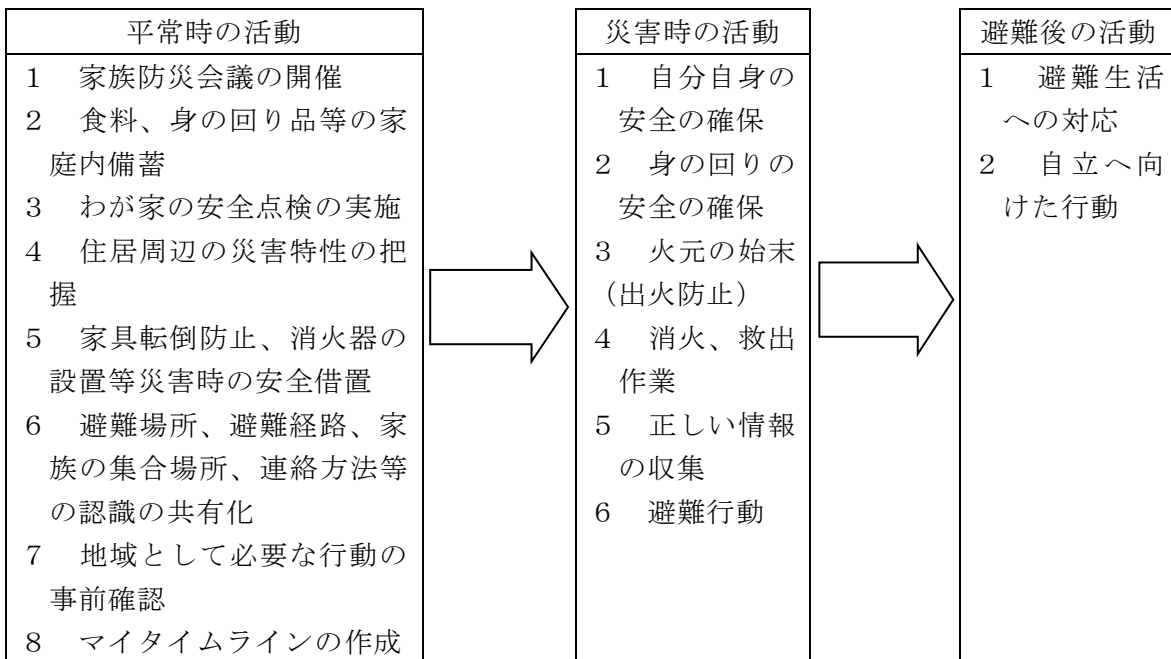 平常時の活動
1 家族防災会議の開催
2 食料、身の回り品等の家
庭内備蓄
3 わが家の安全点検の実施
4 住居周辺の災害特性の把
握
5 家具転倒防止、消火器の
設置等災害時の安全借置
6 避難場所、避難経路、家
族の集合場所、連絡方法等
の認識の共有化
7 地域として必要な行動の
事前確認
8 マイタイムラインの作成
災害時の活動
1 自分自身の
安全の確保
2 身の回りの
安全の確保
3 火元の始末
(出火防止)
4 消火、救出
作業
5 正しい情報
の収集
6 避難行動
避難後の活動
1 避難生活
への対応
2 自立へ向
けた行動